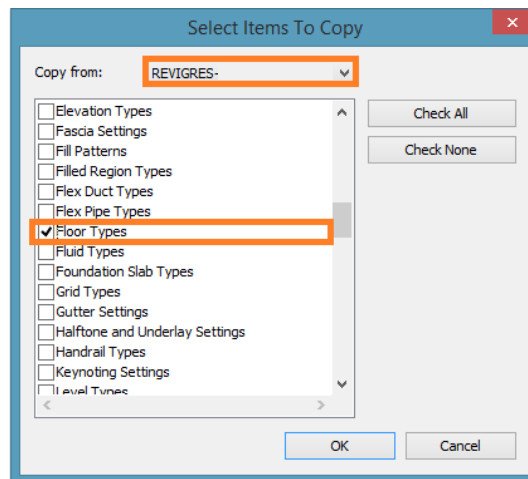 Select Items To Copy
Copy from:
REVIGRES-
Elevation Types
Fascia Settings
Fill Patterns
Filled Region Types
Flex Duct Types
Flex Pipe Types
Floor Types
Fluid Types
Foundation Slab Types
Grid Types
Gutter Settings
Halftone and Underlay Settings
Handrail Types
Keynoting Settings
Level Types
Check All
Check None
OK
Cancel